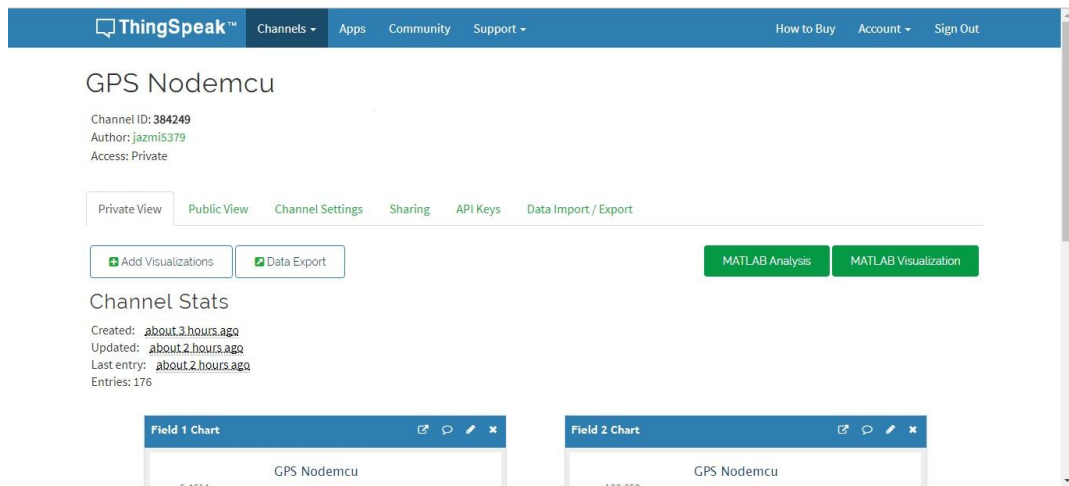 ThingSpeak™ Channels Apps Community Support How to Buy Account Sign Out
GPS Nodemcu
Channel ID: 384249
Author: jazmi5379
Access: Private
Private View Public View Channel Settings Sharing API Keys Data Import / Export
Add Visualizations Data Export MATLAB Analysis MATLAB Visualization
Channel Stats
Created: about 3 hours ago
Updated: about 2 hours ago
Last entry: about 2 hours ago
Entries: 176
Field 1 Chart Field 2 Chart
GPS Nodemcu GPS Nodemcu